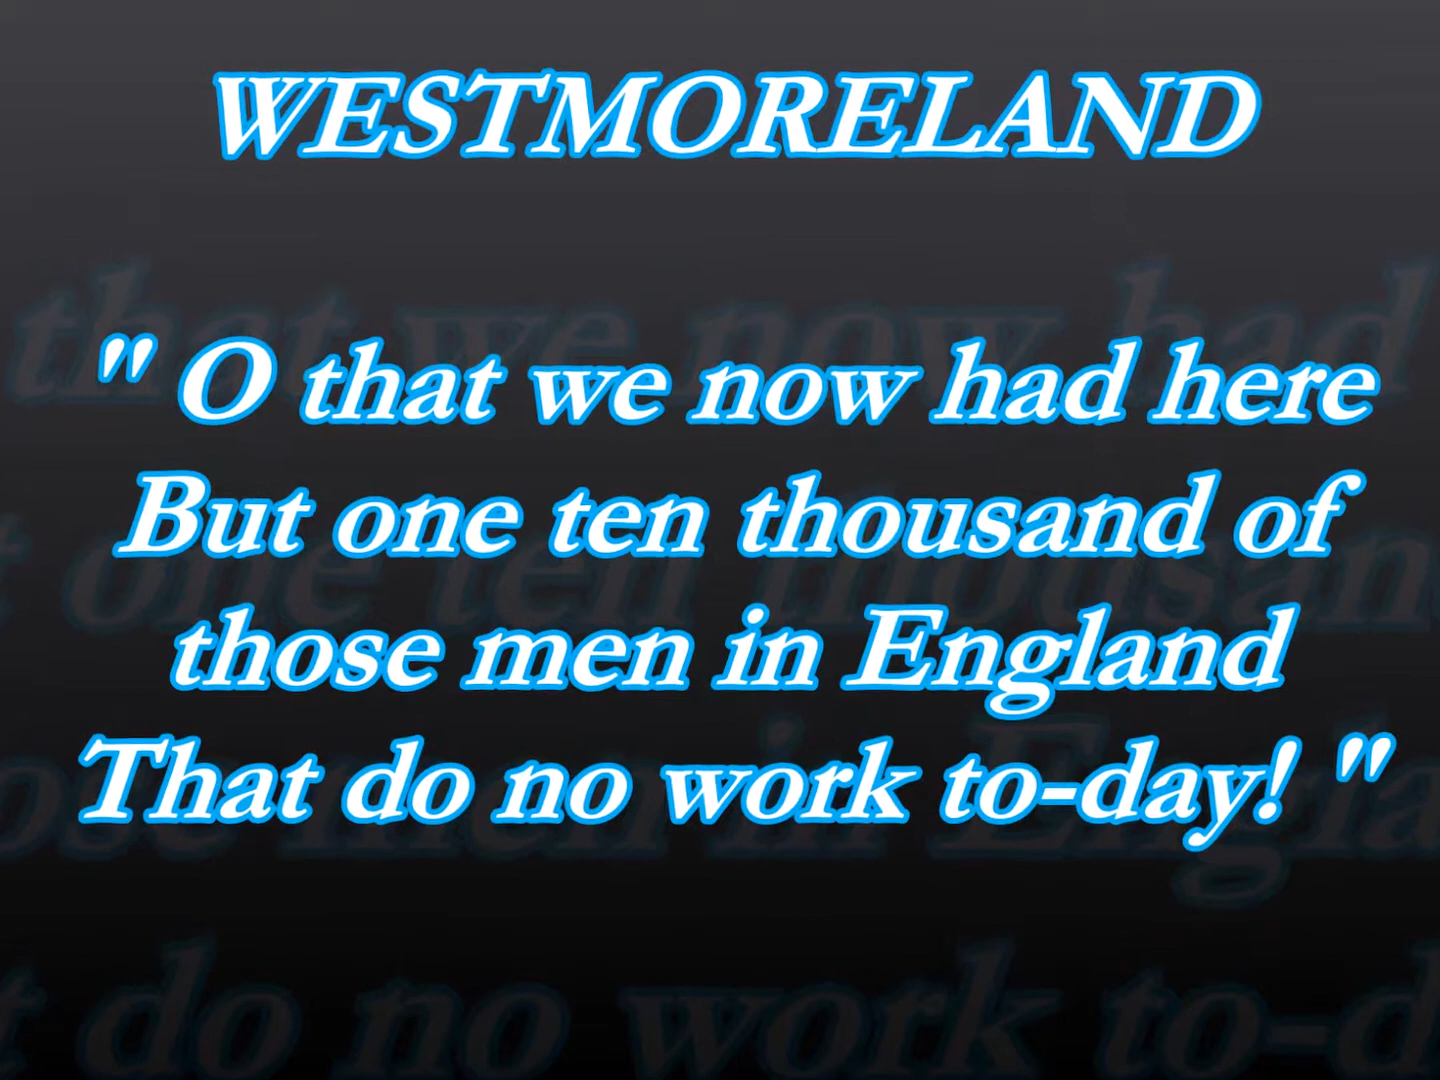 WESTMORELAND
" O that we now had here
But one ten thousand of
those men in England
That do no work to-day! "